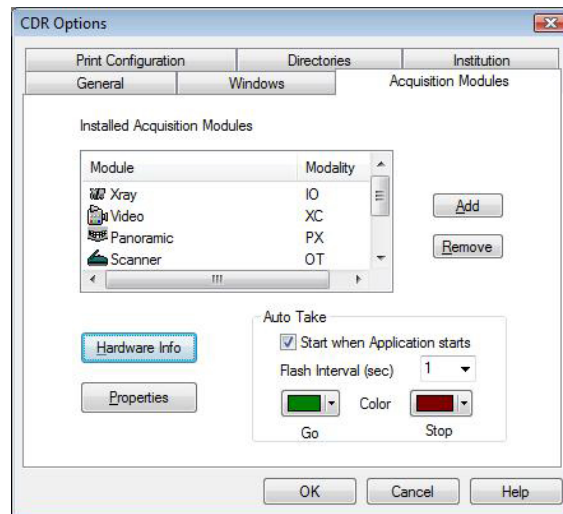 CDR Options
Print Configuration Directories Institution
General Windows Acquisition Modules
Installed Acquisition Modules
Module Modality
Xray IO
Video XC
Panoramic PX
Scanner OT
Add
Remove
Hardware Info
Properties
Auto Take
Start when Application starts
Flash Interval (sec) 1
Color
Go Stop
OK Cancel Help